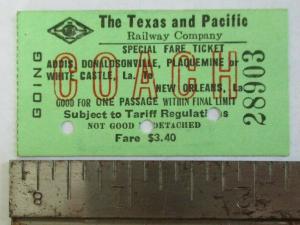 The Texas and Pacific
Railway Company
SPECIAL FARE TICKET
ADDIS, DONALDSONVILLE, PLAQUEMINE or
WHITE CASTLE, La. To
NEW ORLEANS, La.
GOOD FOR ONE PASSAGE WITHIN FINAL LIMIT
Subject to Tariff Regulations
NOT GOOD IF DETACHED
Fare $3.40
COACH
GOING
28903
8
1